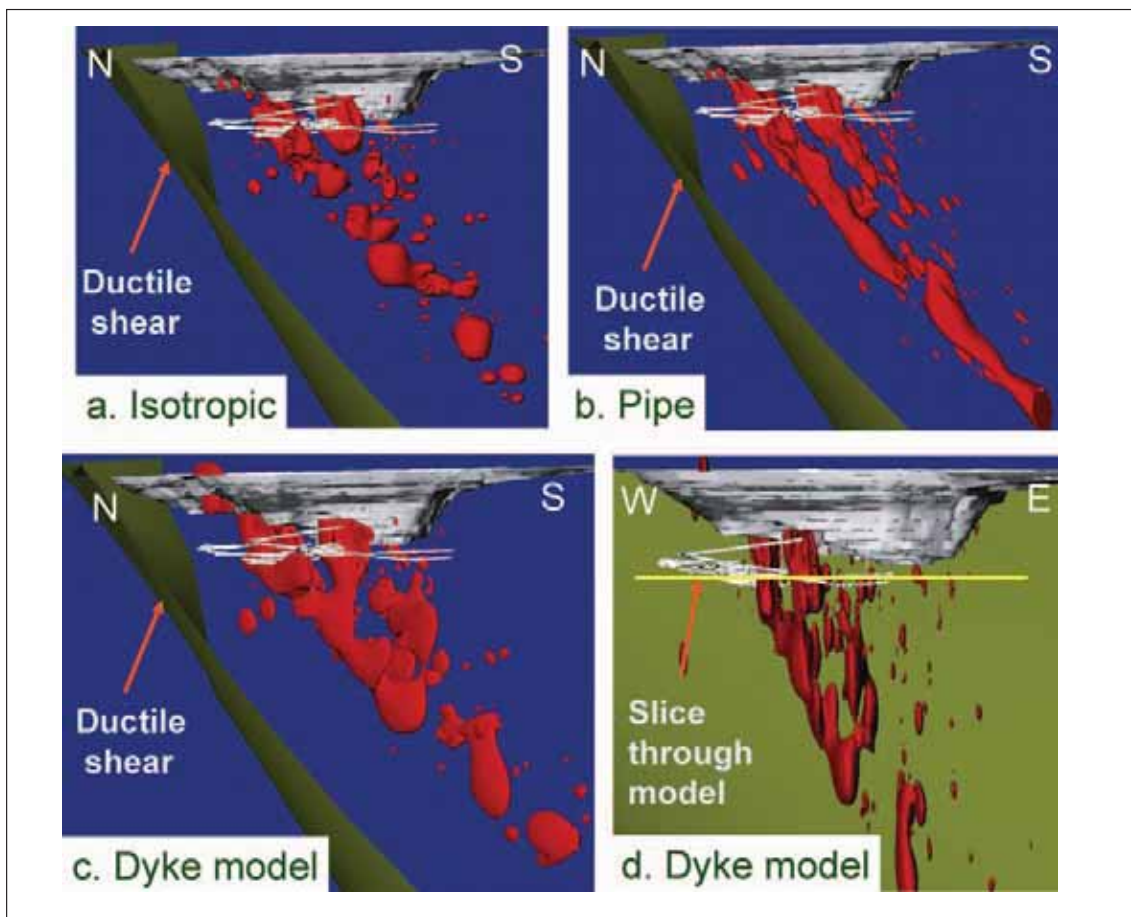 N
S
Ductile
shear
a. Isotropic
N
S
Ductile
shear
b. Pipe
N
S
Ductile
shear
c. Dyke model
W
E
Slice
through
model
d. Dyke model